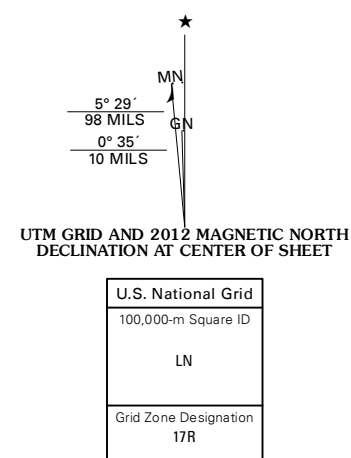 ★
MN
5° 29´
98 MILS
GN
0° 35´
10 MILS
UTM GRID AND 2012 MAGNETIC NORTH
DECLINATION AT CENTER OF SHEET
U.S. National Grid
100,000-m Square ID
LN
Grid Zone Designation
17R